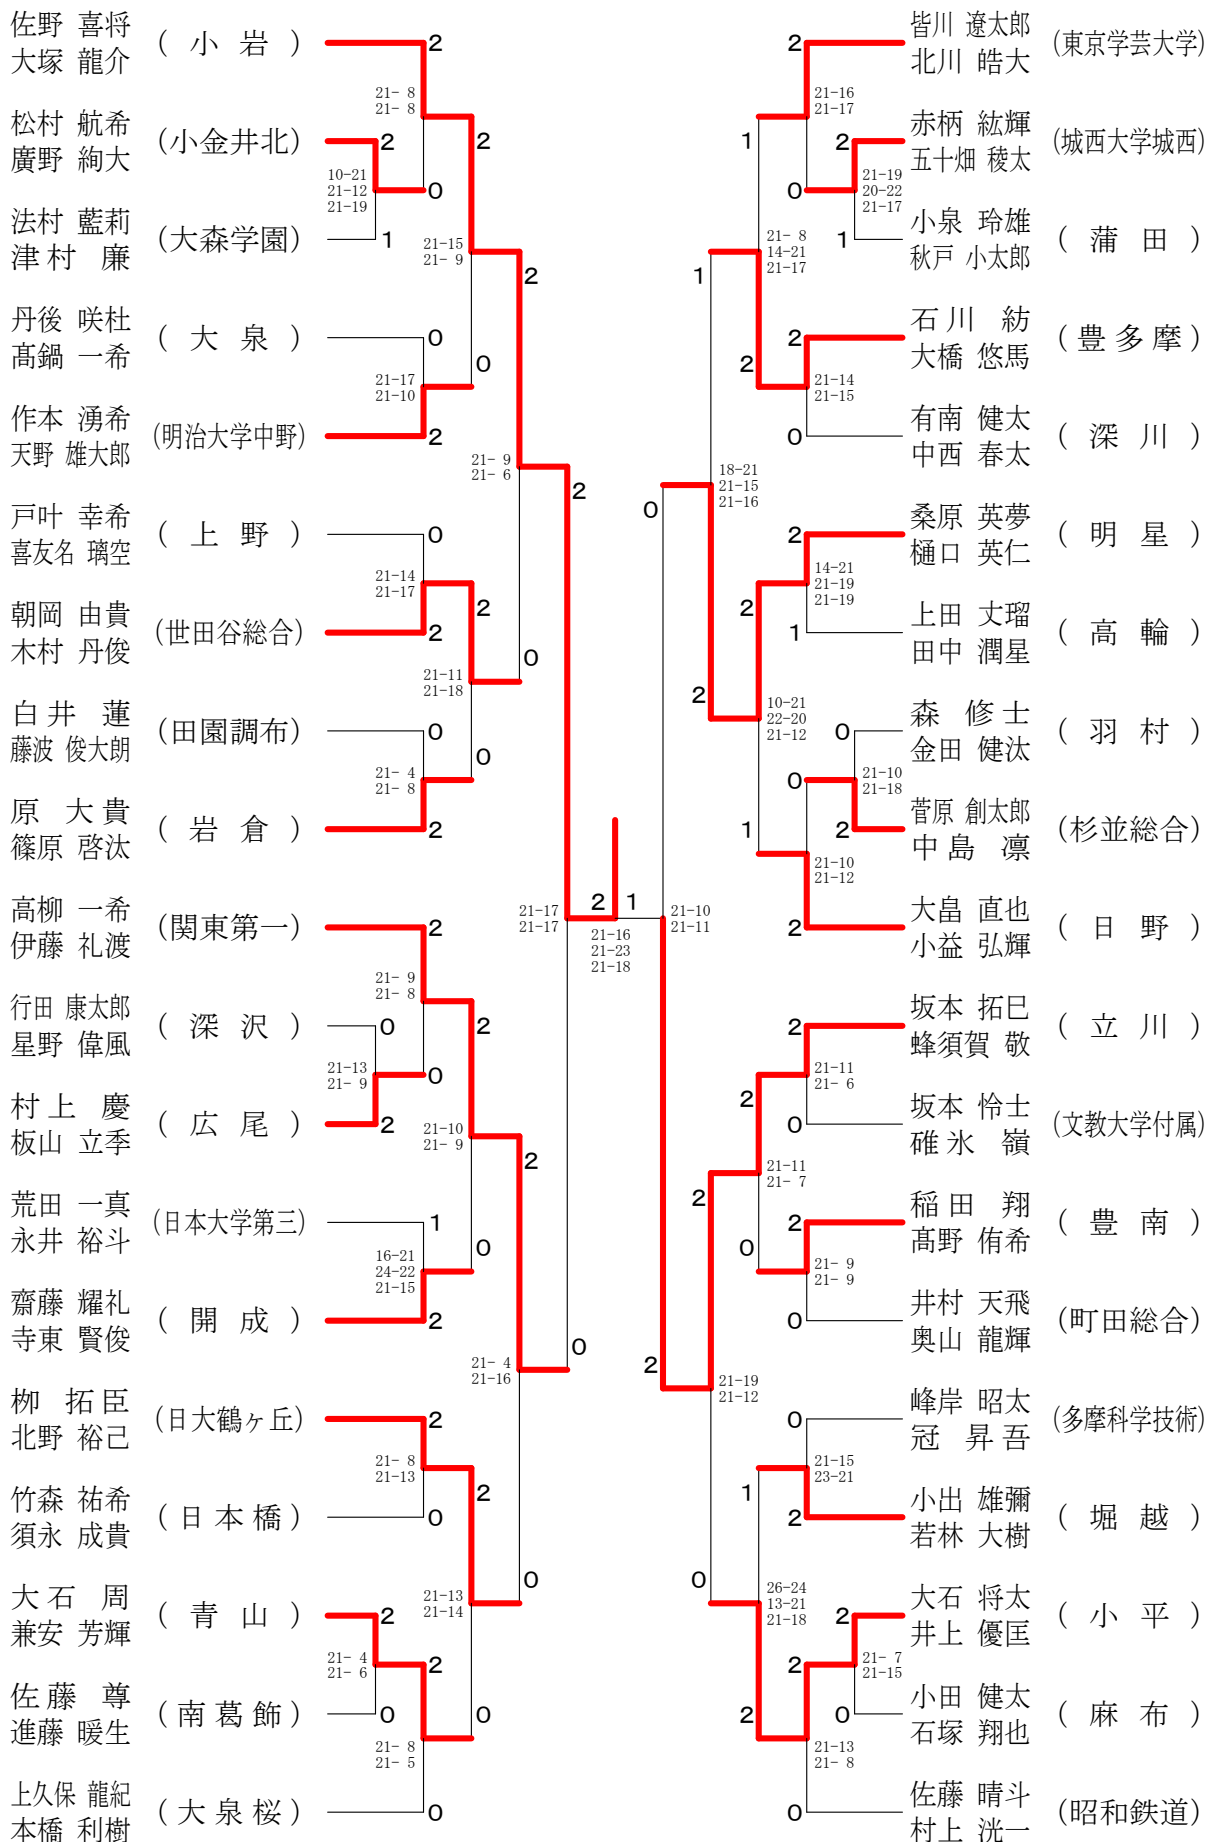 佐野 喜将
大塚 龍介
( 小 岩 )
2
21- 8
21- 8
松村 航希
廣野 絢大
(小金井北)
2
2
10-21
21-12
21-19
0
法村 藍莉
津村 廉
(大森学園)
1
21-15
21- 9
2
丹後 咲杜
髙鍋 一希
( 大 泉 )
0
0
21-17
21-10
作本 湧希
天野 雄大郎
(明治大学中野)
2
21- 9
21- 6
2
戸叶 幸希
喜友名 璃空
( 上 野 )
0
21-14
21-17
2
朝岡 由貴
木村 丹俊
(世田谷総合)
2
0
21-11
21-18
白井 蓮
藤波 俊大朗
(田園調布)
0
0
21- 4
21- 8
原 大貴
篠原 啓汰
( 岩 倉 )
2
高柳 一希
伊藤 礼渡
(関東第一)
2
21-17
21-17
2
1
21-16
21-23
21-18
21- 9
21- 8
行田 康太郎
星野 偉風
( 深 沢 )
0
2
21-13
21- 9
0
村上 慶
板山 立季
( 広 尾 )
2
21-10
21- 9
2
荒田 一真
永井 裕斗
(日本大学第三)
1
0
16-21
24-22
21-15
齋藤 耀礼
寺東 賢俊
( 開 成 )
2
0
21- 4
21-16
栁 拓臣
北野 裕己
(日大鶴ヶ丘)
2
21- 8
21-13
2
竹森 祐希
須永 成貴
( 日 本 橋 )
0
0
21-13
21-14
大石 周
兼安 芳輝
( 青 山 )
2
21- 4
21- 6
2
佐藤 尊
進藤 暖生
( 南 葛 飾 )
0
0
21- 8
21- 5
上久保 龍紀
本橋 利樹
( 大 泉 桜 )
0
2
皆川 遼太郎
北川 皓大
(東京学芸大学)
21-16
21-17
1
2
赤柄 紘輝
五十畑 稜太
(城西大学城西)
0
21-19
20-22
21-17
1
小泉 玲雄
秋戸 小太郎
( 蒲 田 )
1
21- 8
14-21
21-17
2
石川 紡
大橋 悠馬
( 豊 多 摩 )
2
21-14
21-15
0
有南 健太
中西 春太
( 深 川 )
0
18-21
21-15
21-16
2
桑原 英夢
樋口 英仁
( 明 星 )
14-21
21-19
21-19
2
1
上田 丈瑠
田中 潤星
( 高 輪 )
2
10-21
22-20
21-12
0
森 修士
金田 健汰
( 羽 村 )
0
21-10
21-18
1
2
菅原 創太郎
中島 凛
(杉並総合)
21-10
21-12
2
大畠 直也
小益 弘輝
( 日 野 )
21-10
21-11
2
坂本 拓巳
蜂須賀 敬
( 立 川 )
21-11
21- 6
2
0
坂本 怜士
碓氷 嶺
(文教大学付属)
2
21-11
21- 7
2
稲田 翔
髙野 侑希
( 豊 南 )
0
21- 9
21- 9
0
井村 天飛
奥山 龍輝
(町田総合)
2
21-19
21-12
0
峰岸 昭太
冠 昇吾
(多摩科学技術)
21-15
23-21
1
2
小出 雄彌
若林 大樹
( 堀 越 )
0
26-24
13-21
21-18
2
大石 将太
井上 優匡
( 小 平 )
2
21- 7
21-15
2
0
小田 健太
石塚 翔也
( 麻 布 )
21-13
21- 8
0
佐藤 晴斗
村上 洸一
(昭和鉄道)